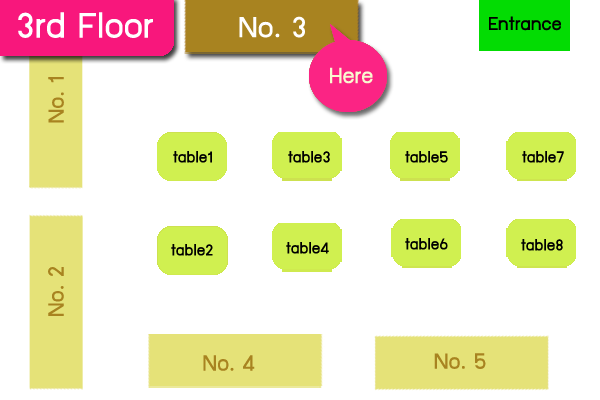 3rd Floor
No. 3
Entrance
Here
No. 1
table1
table3
table5
table7
No. 2
table2
table4
table6
table8
No. 4
No. 5